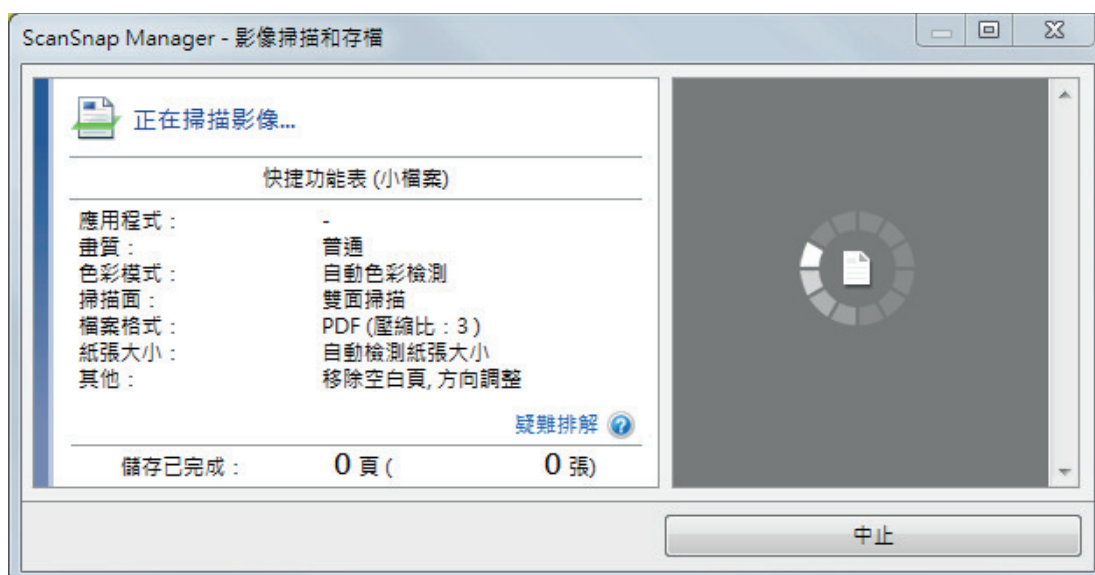 ScanSnap Manager - 影像掃描和存檔
正在掃描影像...
快捷功能表 (小檔案)
應用程式： -
畫質： 普通
色彩模式： 自動色彩檢測
掃描面： 雙面掃描
檔案格式： PDF (壓縮比：3 )
紙張大小： 自動檢測紙張大小
其他： 移除空白頁, 方向調整
疑難排解
儲存已完成： 0 頁 ( 0 張)
中止